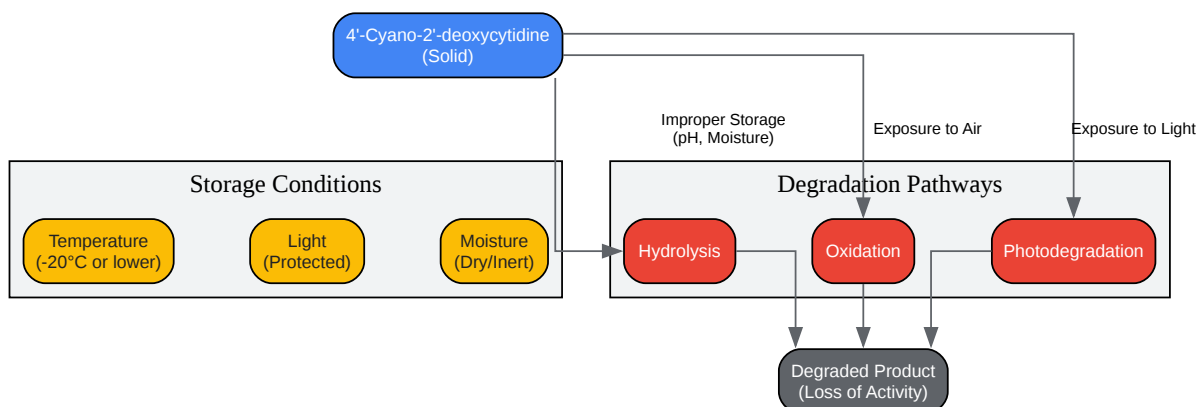 4'-Cyano-2'-deoxycytidine
(Solid)
Improper Storage
(pH, Moisture)
Exposure to Air
Exposure to Light
Storage Conditions
Degradation Pathways
Temperature
(-20°C or lower)
Light
(Protected)
Moisture
(Dry/Inert)
Hydrolysis
Oxidation
Photodegradation
Degraded Product
(Loss of Activity)